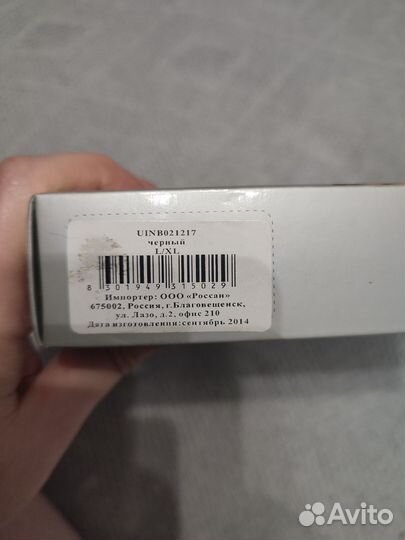 UINB021217
черный
L/XL
8 301949 315029
Импортер: ООО «Россан»
675002, Россия, г.Благовещенск,
ул. Лазо, д.2, офис 210
Дата изготовления:сентябрь 2014
Avito